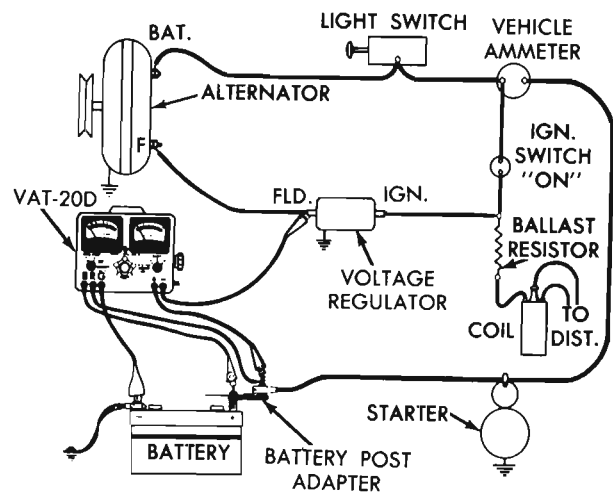 LIGHT SWITCH
VEHICLE
AMMETER
BAT.
ALTERNATOR
F
IGN.
SWITCH
"ON"
VAT-20D
FLD.
IGN.
BALLAST
RESISTOR
VOLTAGE
REGULATOR
COIL
TO
DIST.
STARTER
BATTERY
BATTERY POST
ADAPTER